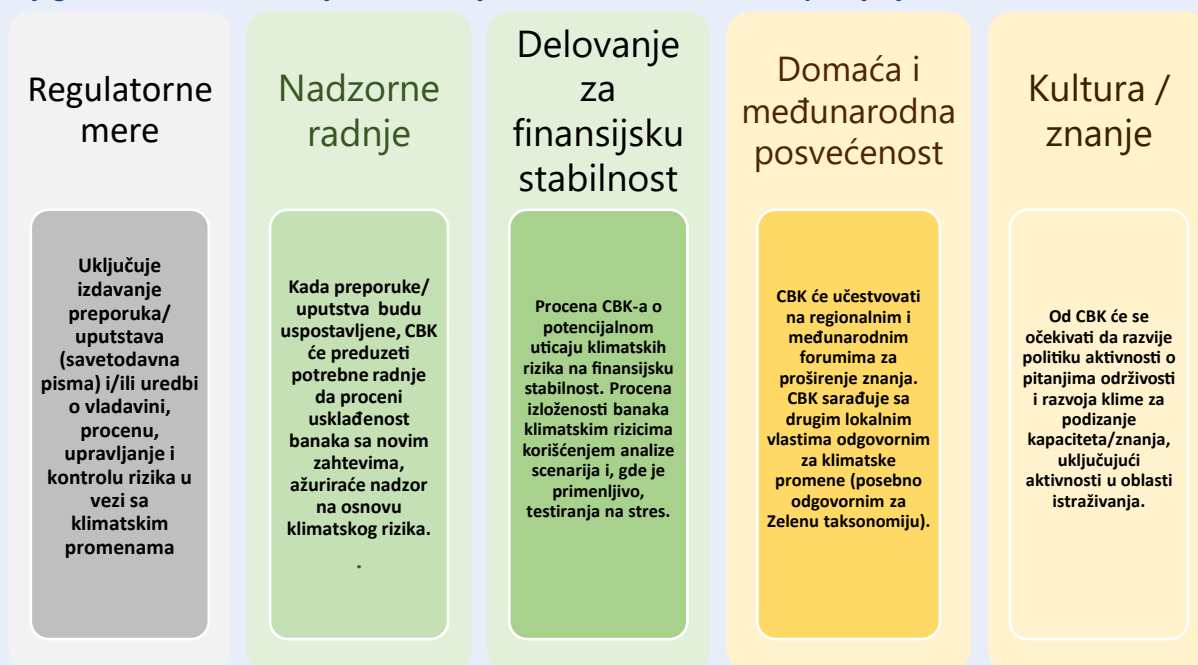 Regulatorne
mere
Uključuje
izdavanje
preporuka/
uputstava
(savetodavna
pisma) i/ili uredbi
o vladavini,
procenu,
upravljanje i
kontrolu rizika u
vezi sa
klimatskim
promenama
Nadzorne
radnje
Kada preporuke/
uputstva budu
uspostavljene, CBK
će preduzeti
potrebne radnje
da proceni
usklađenost
banaka sa novim
zahtevima,
ažuriraće nadzor
na osnovu
klimatskog rizika.
.
Delovanje
za
finansijsku
stabilnost
Procena CBK-a o
potencijalnom
uticaju klimatskih
rizika na finansijsku
stabilnost. Procena
izloženosti banaka
klimatskim rizicima
korišćenjem analize
scenarija i, gde je
primenljivo,
testiranja na stres.
Domaća i
međunarodna
posvećenost
CBK će učestvovati
na regionalnim i
međunarodnim
forumima za
proširenje znanja.
CBK sarađuje sa
drugim lokalnim
vlastima odgovornim
za klimatske
promene (posebno
odgovornim za
Zelenu taksonomiju).
Kultura /
znanje
Od CBK će se
očekivati da razvije
politiku aktivnosti o
pitanjima održivosti
i razvoja klime za
podizanje
kapaciteta/znanja,
uključujući
aktivnosti u oblasti
istraživanja.